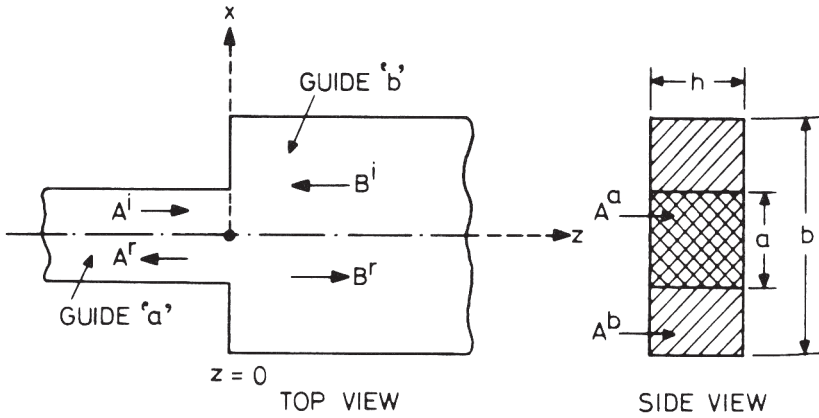 x
GUIDE 'b'
h
A^i
B^i
A^a
a
b
z
A^r
B^r
GUIDE 'a'
A^b
z = 0
TOP VIEW
SIDE VIEW